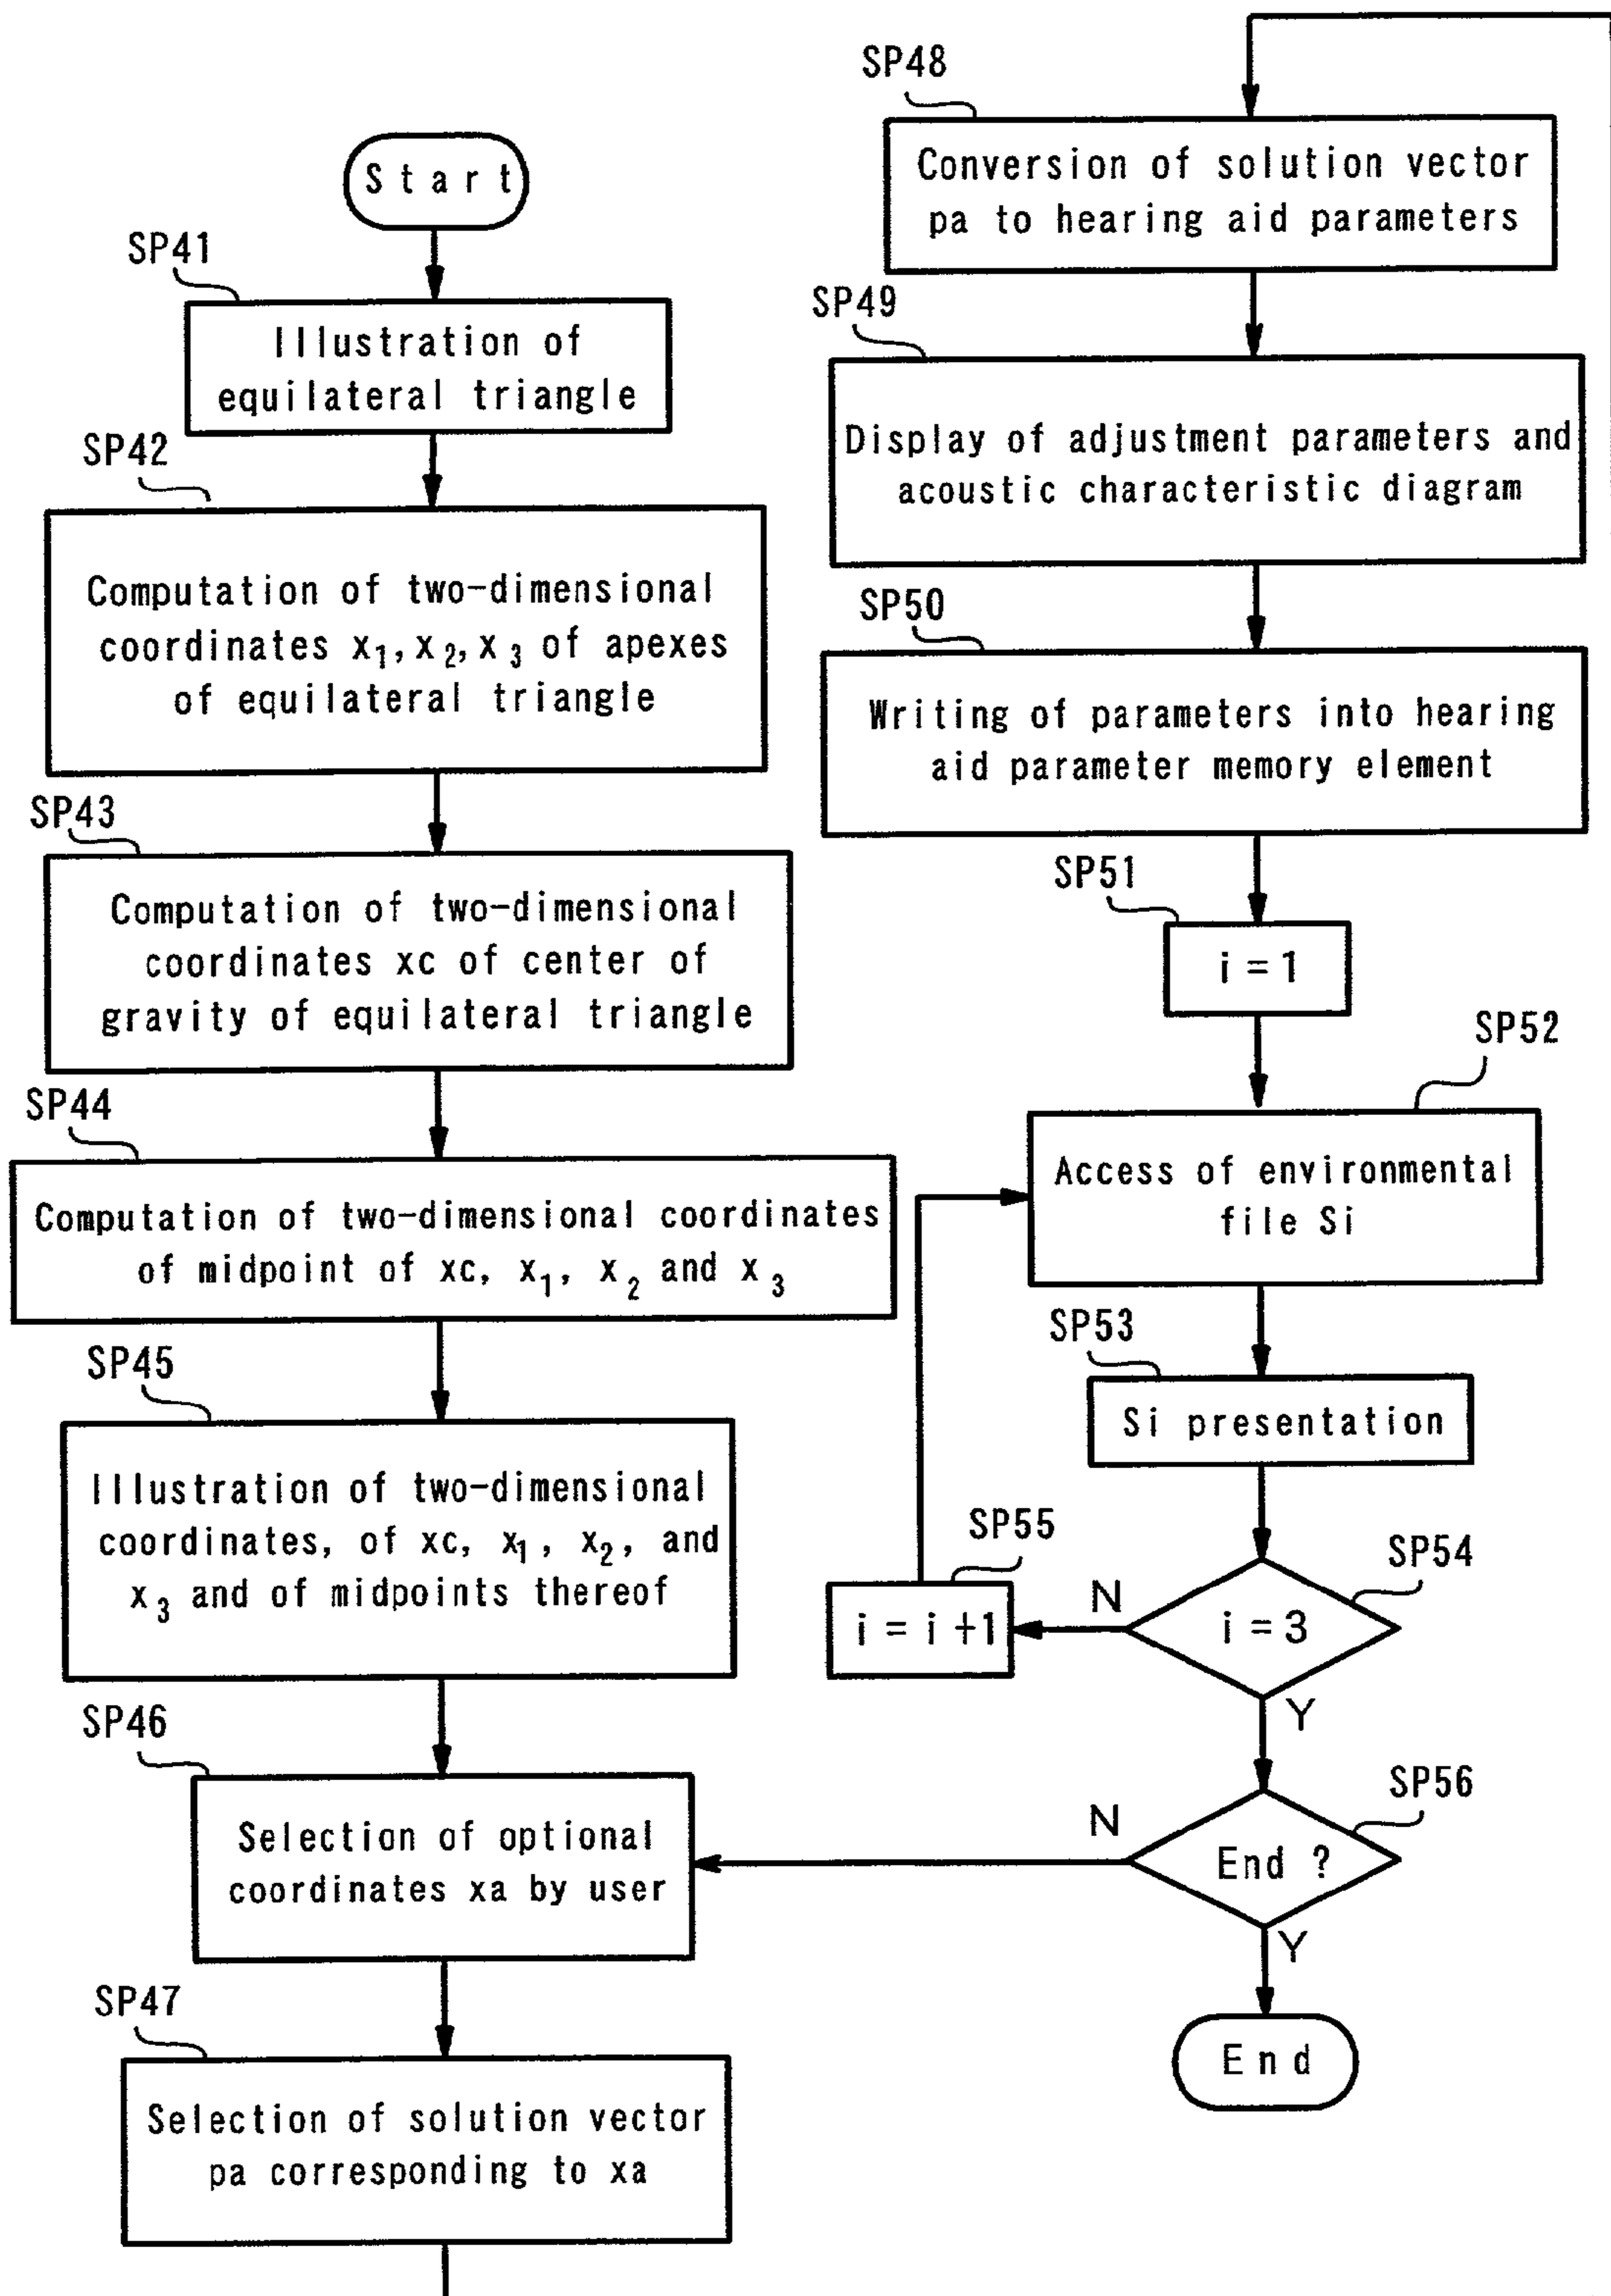 Start
SP41
Illustration of
equilateral triangle
SP42
Computation of two-dimensional
coordinates x₁, x₂, x₃ of apexes
of equilateral triangle
SP43
Computation of two-dimensional
coordinates xc of center of
gravity of equilateral triangle
SP44
Computation of two-dimensional coordinates
of midpoint of xc, x₁, x₂ and x₃
SP45
Illustration of two-dimensional
coordinates, of xc, x₁, x₂, and
x₃ and of midpoints thereof
SP46
Selection of optional
coordinates xa by user
SP47
Selection of solution vector
pa corresponding to xa
SP48
Conversion of solution vector
pa to hearing aid parameters
SP49
Display of adjustment parameters and
acoustic characteristic diagram
SP50
Writing of parameters into hearing
aid parameter memory element
SP51
i = 1
SP52
Access of environmental
file Si
SP53
Si presentation
SP54
i = 3
N
Y
SP55
i = i +1
SP56
End ?
N
Y
End